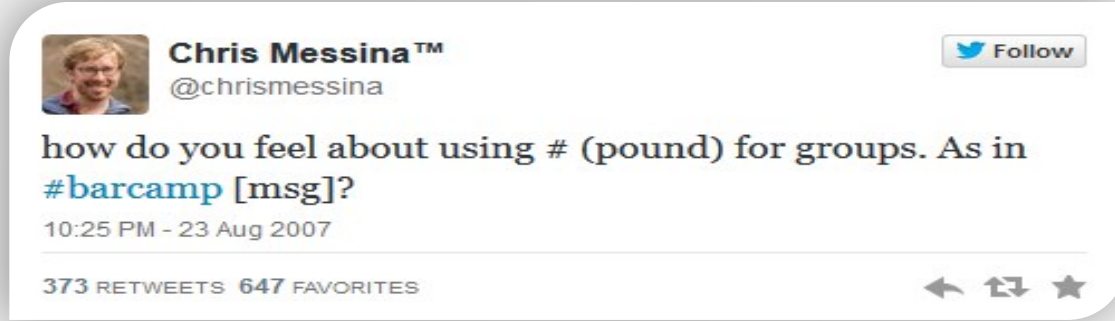 Chris Messina™
Follow
@chrismessina
how do you feel about using # (pound) for groups. As in
#barcamp [msg]?
10:25 PM - 23 Aug 2007
373 RETWEETS 647 FAVORITES